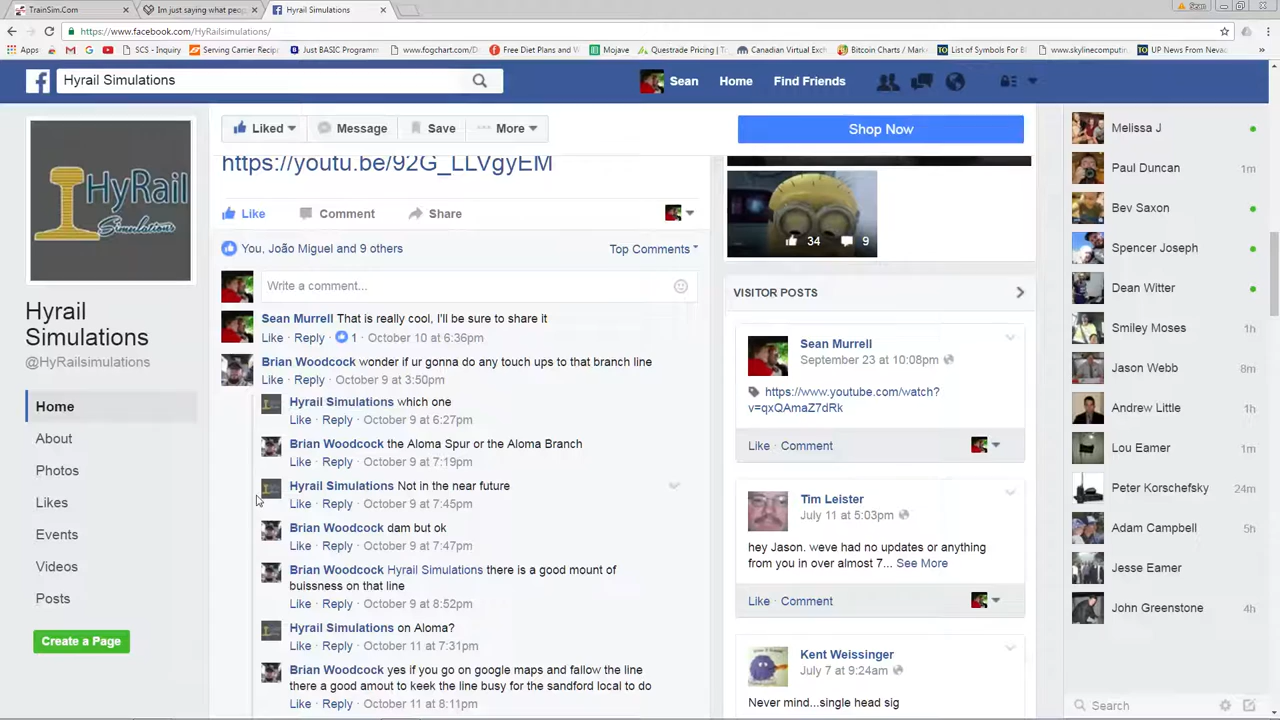 TrainSim.Com
Im just saying what peop
Hyrail Simulations
Sean
https://www.facebook.com/HyRailsimulations/
Apps
SCS - Inquiry
Serving Carrier Recip
Just BASIC Programm
www.fogchart.com/D
Free Diet Plans and W
Mojave
Questrade Pricing | T
Canadian Virtual Exch
Bitcoin Charts / Mark
List of Symbols For B
www.skylinecomputin
UP News From Neva
Hyrail Simulations
Sean
Home
Find Friends
Liked
Message
Save
More
Shop Now
HyRail
Simulations
Hyrail
Simulations
@HyRailsimulations
Home
About
Photos
Likes
Events
Videos
Posts
Create a Page
https://youtu.be/92G_LLVgyEM
Like
Comment
Share
You, João Miguel and 9 others
Top Comments
Write a comment...
Sean Murrell That is really cool, I'll be sure to share it
Like · Reply · 1 · October 10 at 6:36pm
Brian Woodcock wonder if ur gonna do any touch ups to that branch line
Like · Reply · October 9 at 3:50pm
Hyrail Simulations which one
Like · Reply · October 9 at 6:27pm
Brian Woodcock the Aloma Spur or the Aloma Branch
Like · Reply · October 9 at 7:19pm
Hyrail Simulations Not in the near future
Like · Reply · October 9 at 7:45pm
Brian Woodcock dam but ok
Like · Reply · October 9 at 7:47pm
Brian Woodcock Hyrail Simulations there is a good mount of
buissness on that line
Like · Reply · October 9 at 8:52pm
Hyrail Simulations on Aloma?
Like · Reply · October 11 at 7:31pm
Brian Woodcock yes if you go on google maps and fallow the line
there a good amout to keek the line busy for the sandford local to do
Like · Reply · October 11 at 8:11pm
34
9
VISITOR POSTS
Sean Murrell
September 23 at 10:08pm
https://www.youtube.com/watch?
v=qxQAmaZ7dRk
Like · Comment
Tim Leister
July 11 at 5:03pm
hey Jason. weve had no updates or anything
from you in over almost 7... See More
Like · Comment
Kent Weissinger
July 7 at 9:24am
Never mind...single head sig
Melissa J
Paul Duncan 1m
Bev Saxon
Spencer Joseph
Dean Witter
Smiley Moses 1h
Jason Webb 8m
Andrew Little 1h
Lou Eamer 1m
Peter Korschefsky 24m
Adam Campbell 5h
Jesse Eamer
John Greenstone 4h
Search